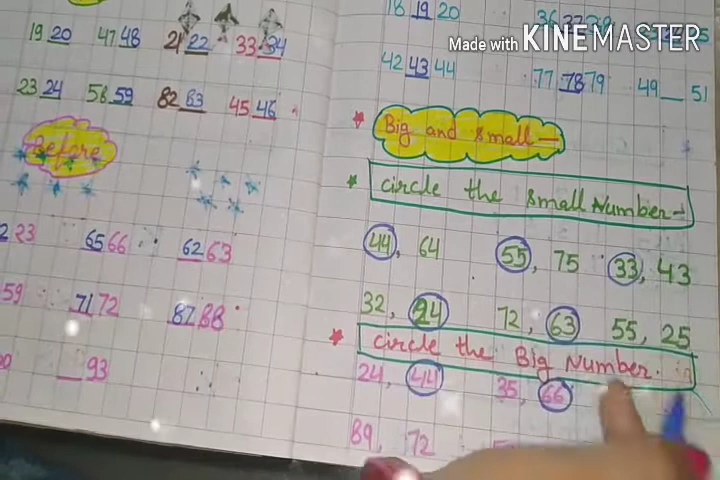 Made with KINEMASTER
19 20 47 48 21 22 33 34
23 24 58 59 82 83 45 46
Before
23 65 66 62 63
59 71 72 87 88
__ 93
18 19 20
42 43 44 77 78 79 49 __ 51
Big and small-
circle the small Number-
44, 64 55, 75 33, 43
32, 24 72, 63 55, 25
circle the Big Number.
24, 44 35, 66
89, 72